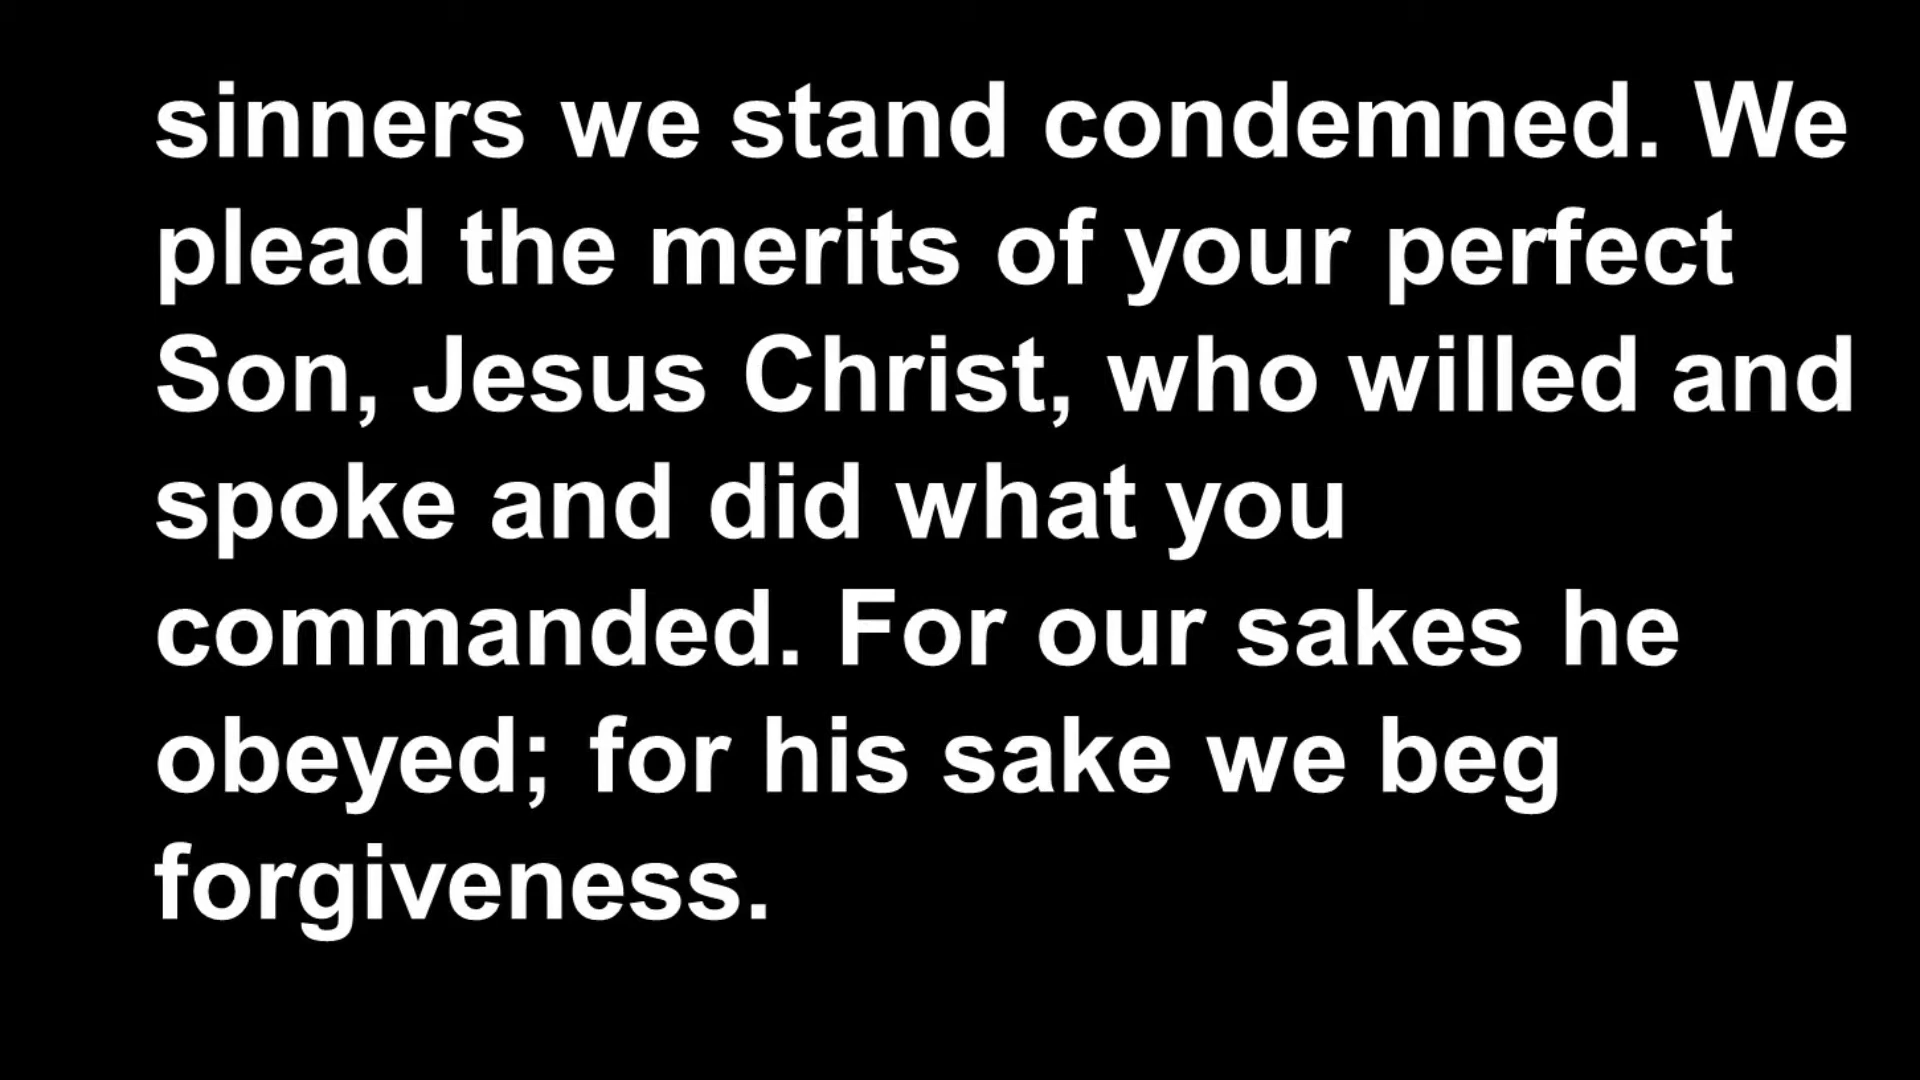 sinners we stand condemned. We
plead the merits of your perfect
Son, Jesus Christ, who willed and
spoke and did what you
commanded. For our sakes he
obeyed; for his sake we beg
forgiveness.